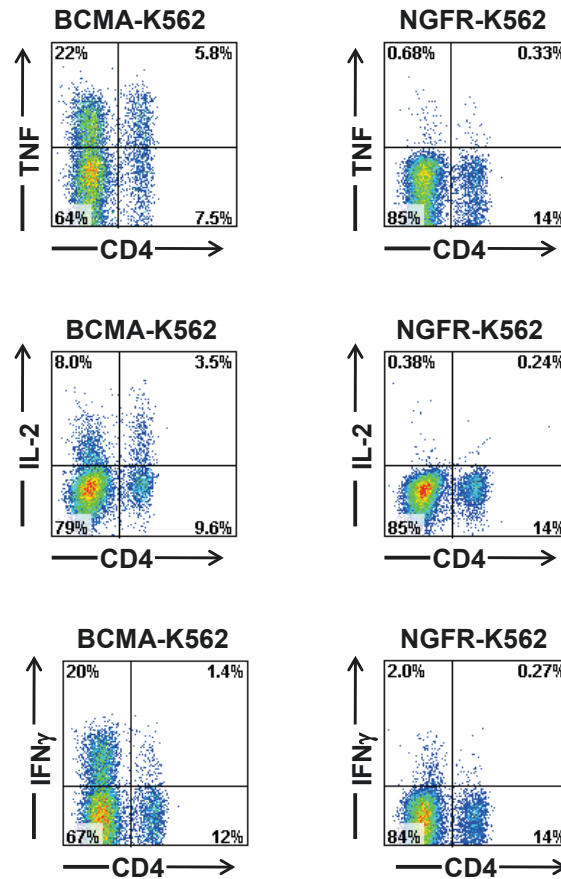 BCMA-K562 NGFR-K562
22% 5.8% 0.68% 0.33%
TNF TNF
64% 7.5% 85% 14%
CD4 CD4
BCMA-K562 NGFR-K562
8.0% 3.5% 0.38% 0.24%
IL-2 IL-2
79% 9.6% 85% 14%
CD4 CD4
BCMA-K562 NGFR-K562
20% 1.4% 2.0% 0.27%
IFNγ IFNγ
67% 12% 84% 14%
CD4 CD4